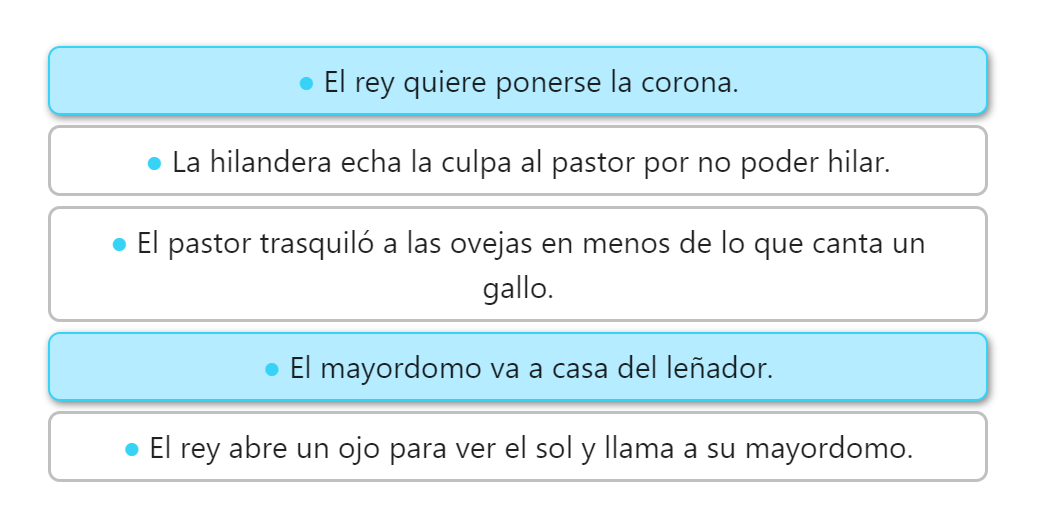 • El rey quiere ponerse la corona.
• La hilandera echa la culpa al pastor por no poder hilar.
• El pastor trasquiló a las ovejas en menos de lo que canta un
gallo.
• El mayordomo va a casa del leñador.
• El rey abre un ojo para ver el sol y llama a su mayordomo.